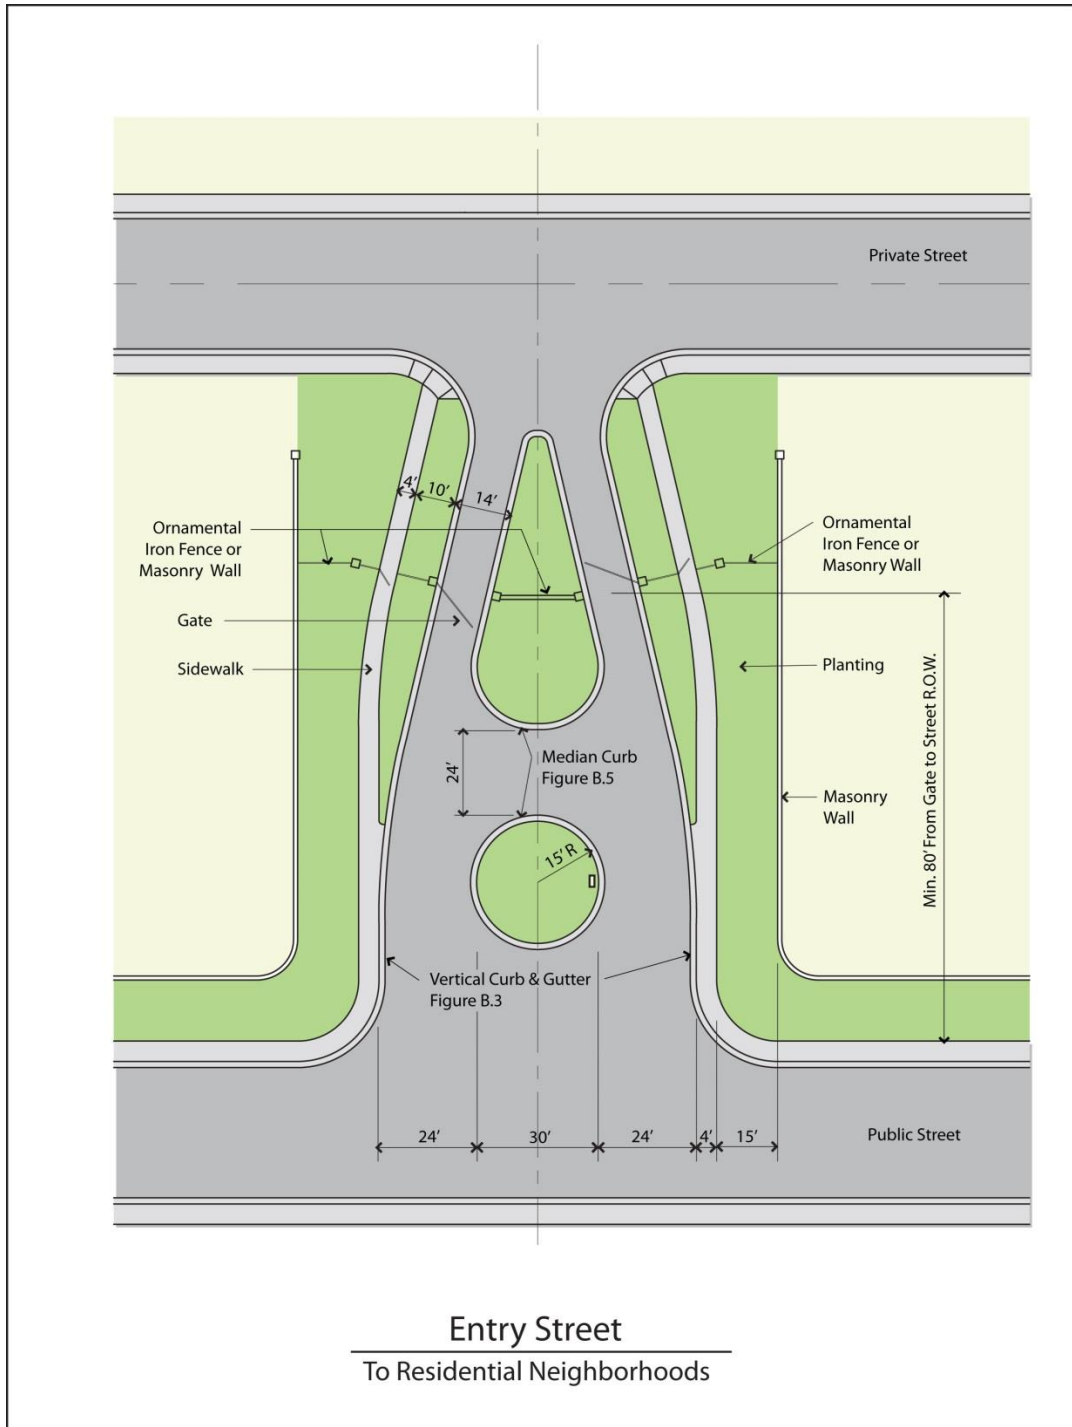 Private Street
4’
10’
14’
Ornamental
Iron Fence or
Masonry Wall
Ornamental
Iron Fence or
Masonry Wall
Gate
Sidewalk
Planting
24’
Median Curb
Figure B.5
Masonry
Wall
Min. 80’ From Gate to Street R.O.W.
15’ R
Vertical Curb & Gutter
Figure B.3
24’
30’
24’
4’
15’
Public Street
Entry Street
To Residential Neighborhoods